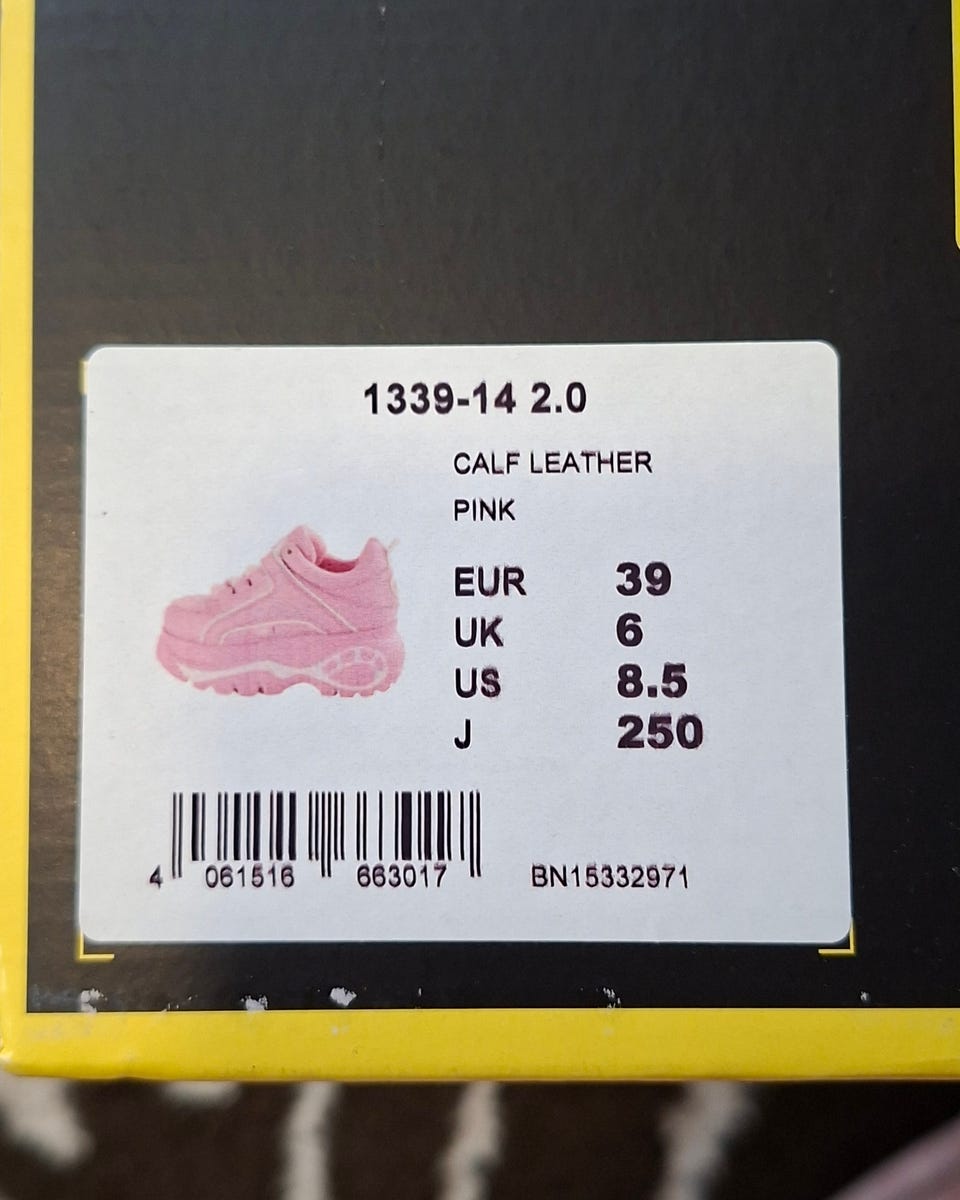 1339-14 2.0
CALF LEATHER
PINK
EUR 39
UK 6
US 8.5
J 250
4 061516 663017 BN15332971